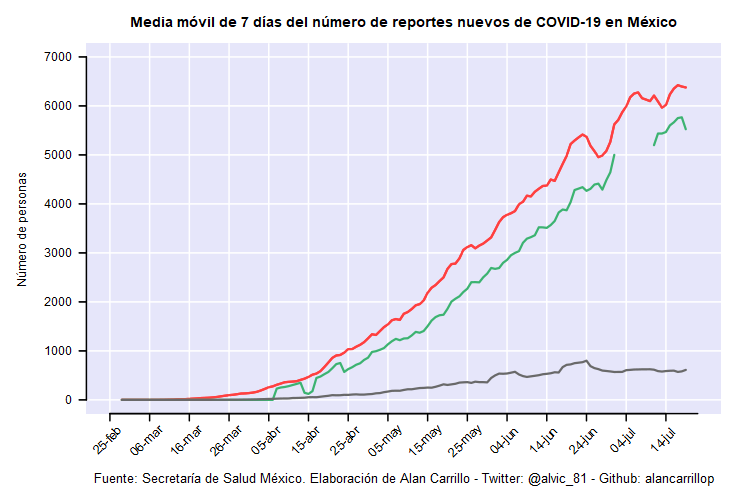 Media móvil de 7 días del número de reportes nuevos de COVID-19 en México
Número de personas
7000
6000
5000
4000
3000
2000
1000
0
25-feb
06-mar
16-mar
26-mar
05-abr
15-abr
25-abr
05-may
15-may
25-may
04-jun
14-jun
24-jun
04-jul
14-jul
Fuente: Secretaría de Salud México. Elaboración de Alan Carrillo - Twitter: @alvic_81 - Github: alancarrillop